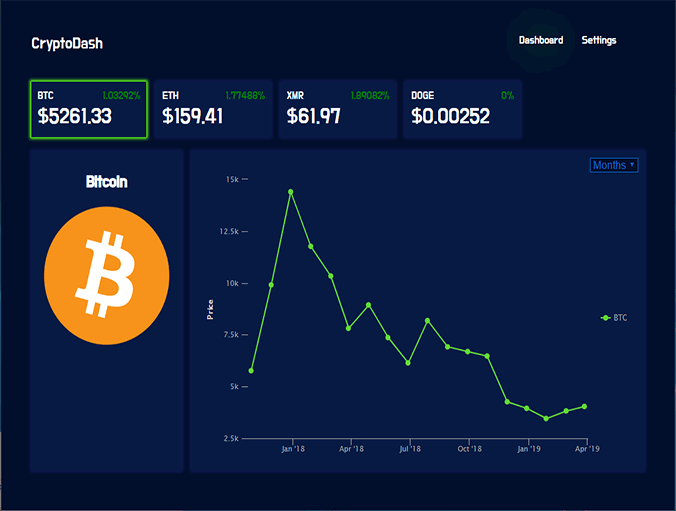 CryptoDash
Dashboard Settings
BTC 1.03292%
$5261.33
ETH 1.77488%
$159.41
XMR 1.89082%
$61.97
DOGE 0%
$0.00252
Bitcoin
Months
15k
12.5k
10k
7.5k
5k
2.5k
Price
Jan '18 Apr '18 Jul '18 Oct '18 Jan '19 Apr '19
BTC